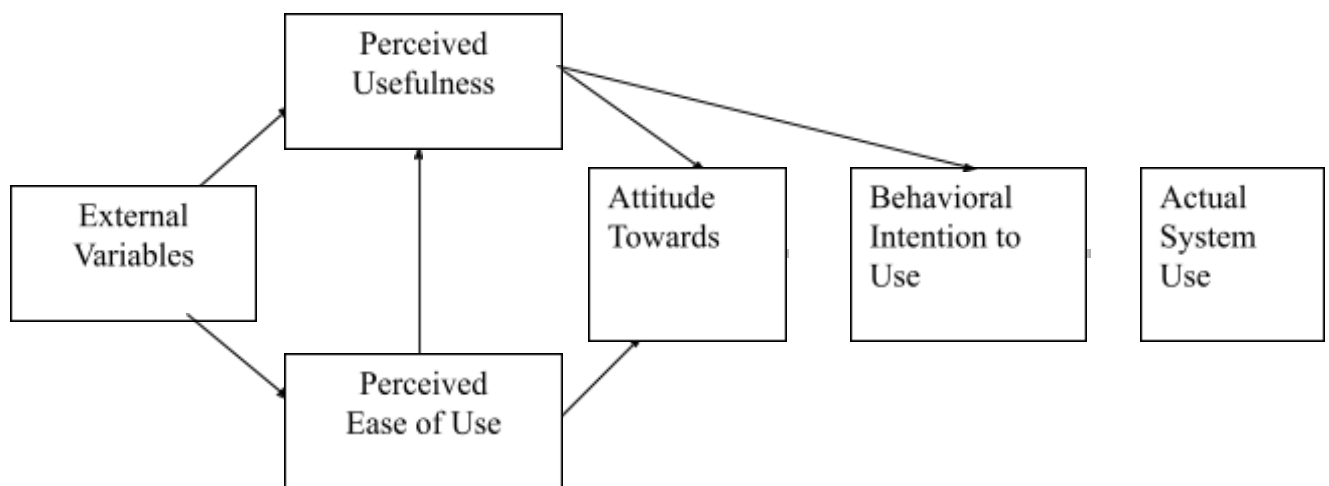 Perceived
Usefulness
External
Variables
Perceived
Ease of Use
Attitude
Towards
Behavioral
Intention to
Use
Actual
System
Use